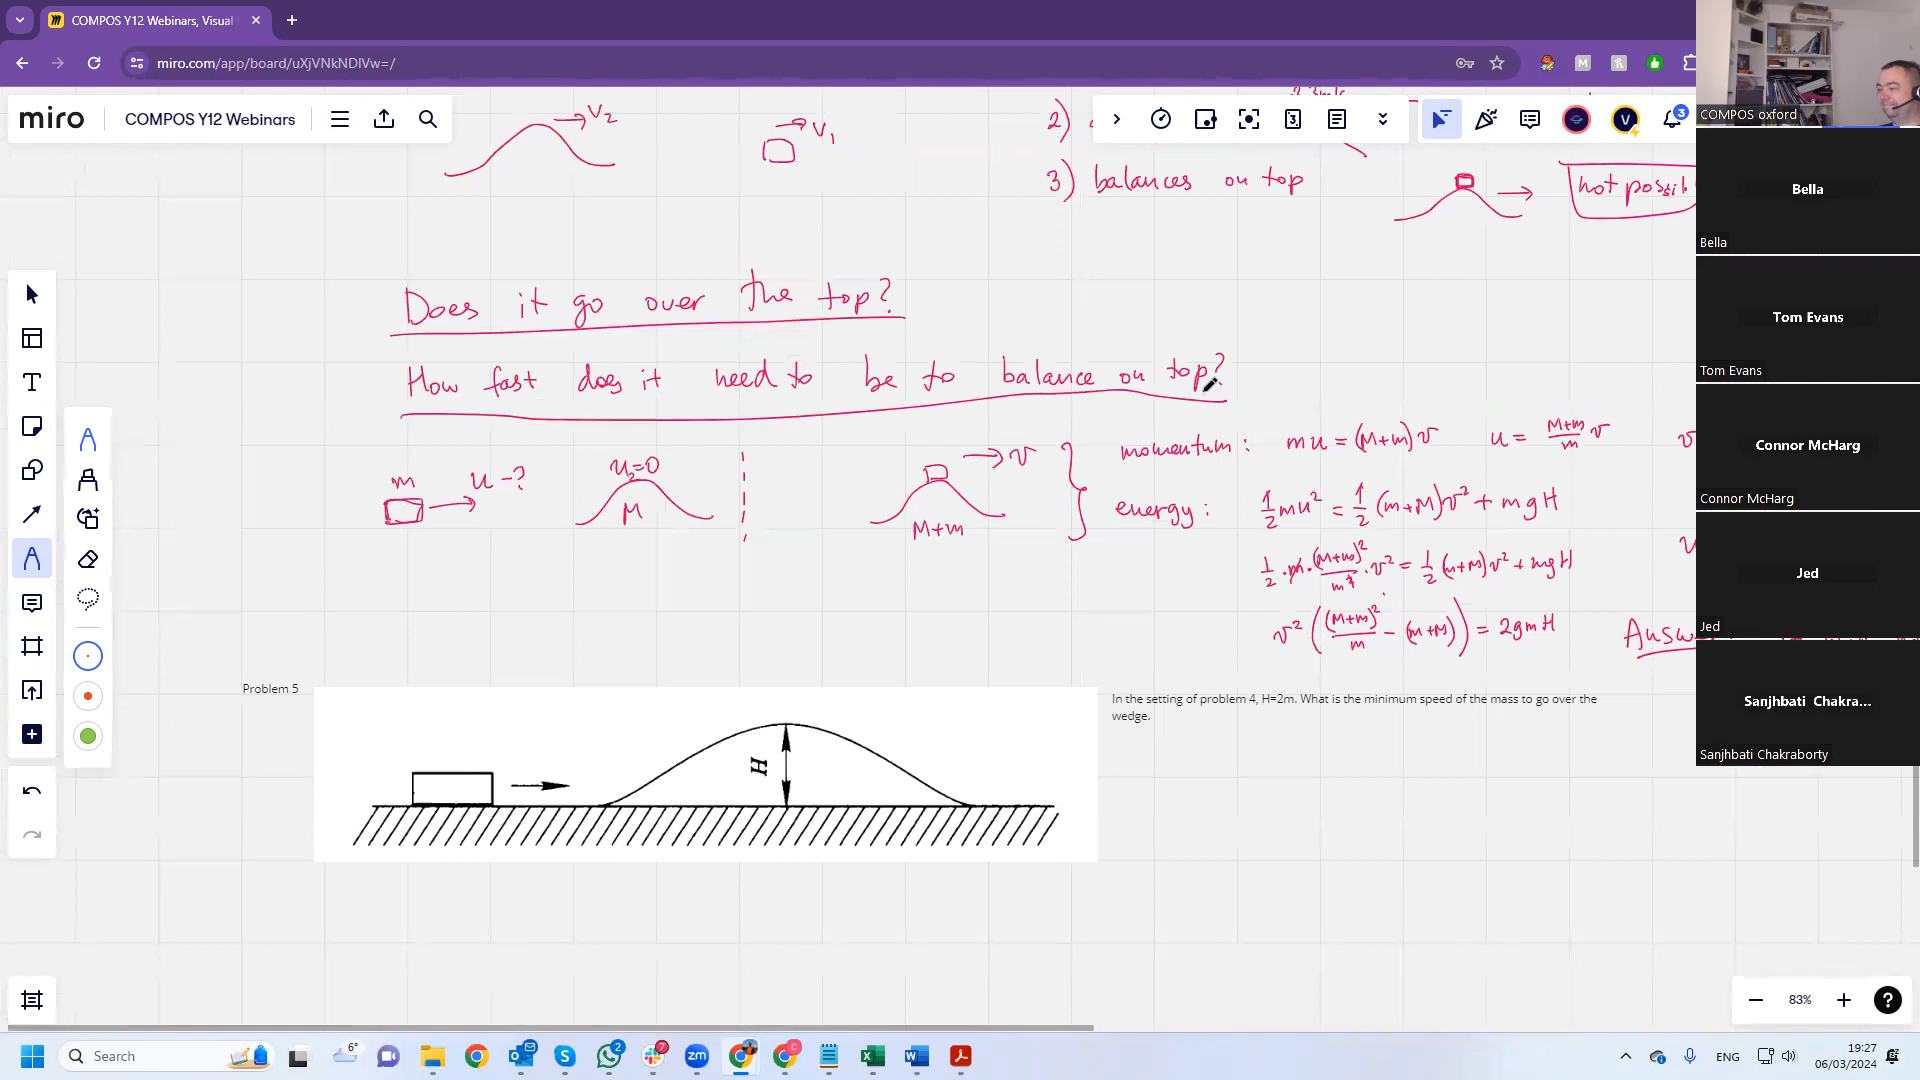 COMPOS Y12 Webinars, Visual
miro.com/app/board/uXjVNkNDIVw=/
miro
COMPOS Y12 Webinars
V
3
COMPOS oxford
Bella
Bella
Tom Evans
Tom Evans
Connor McHarg
Connor McHarg
Jed
Jed
Sanjhbati Chakra...
Sanjhbati Chakraborty
v₂
v₁
2)
3) balances on top
not possib
Does it go over the top?
How fast does it need to be to balance on top?
m u-? u₂=0 M
v M+m
momentum: mu = (M+m)v u = (M+m)/m v
energy: 1/2 mu² = 1/2 (m+M)v² + mgH
1/2 · m · (M+m)²/m² · v² = 1/2 (m+M)v² + mgH
v² ((M+m)²/m - (m+M)) = 2gmH
Answ
Problem 5
In the setting of problem 4, H=2m. What is the minimum speed of the mass to go over the
wedge.
H
83%
Search
6°
2
7
zm
ENG
19:27
06/03/2024